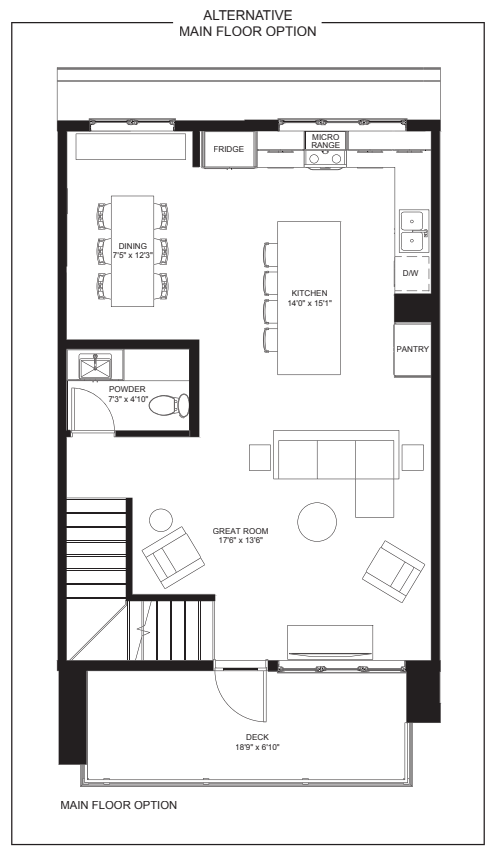 ALTERNATIVE
MAIN FLOOR OPTION
MICRO
RANGE
FRIDGE
DINING
7'5" x 12'3"
D/W
KITCHEN
14'0" x 15'1"
PANTRY
POWDER
7'3" x 4'10"
GREAT ROOM
17'6" x 13'6"
DECK
18'9" x 6'10"
MAIN FLOOR OPTION